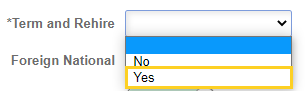 *Term and Rehire
No
Foreign National
Yes